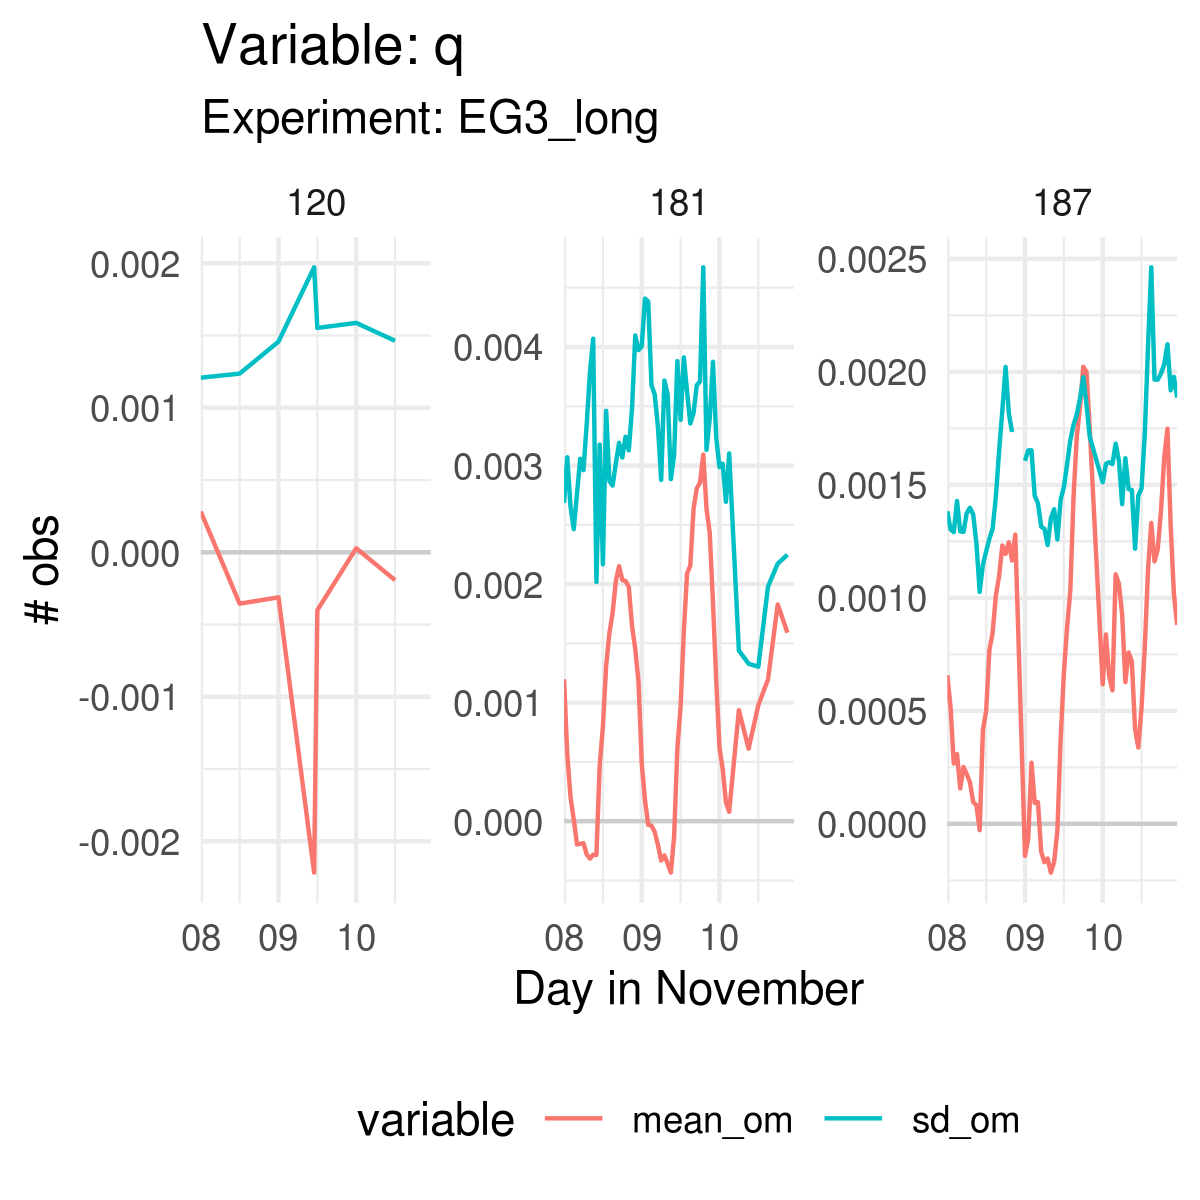 Variable: q
Experiment: EG3_long
120
181
187
0.002
0.001
0.000
-0.001
-0.002
0.004
0.003
0.002
0.001
0.000
0.0025
0.0020
0.0015
0.0010
0.0005
0.0000
# obs
08 09 10
08 09 10
08 09 10
Day in November
variable mean_om sd_om